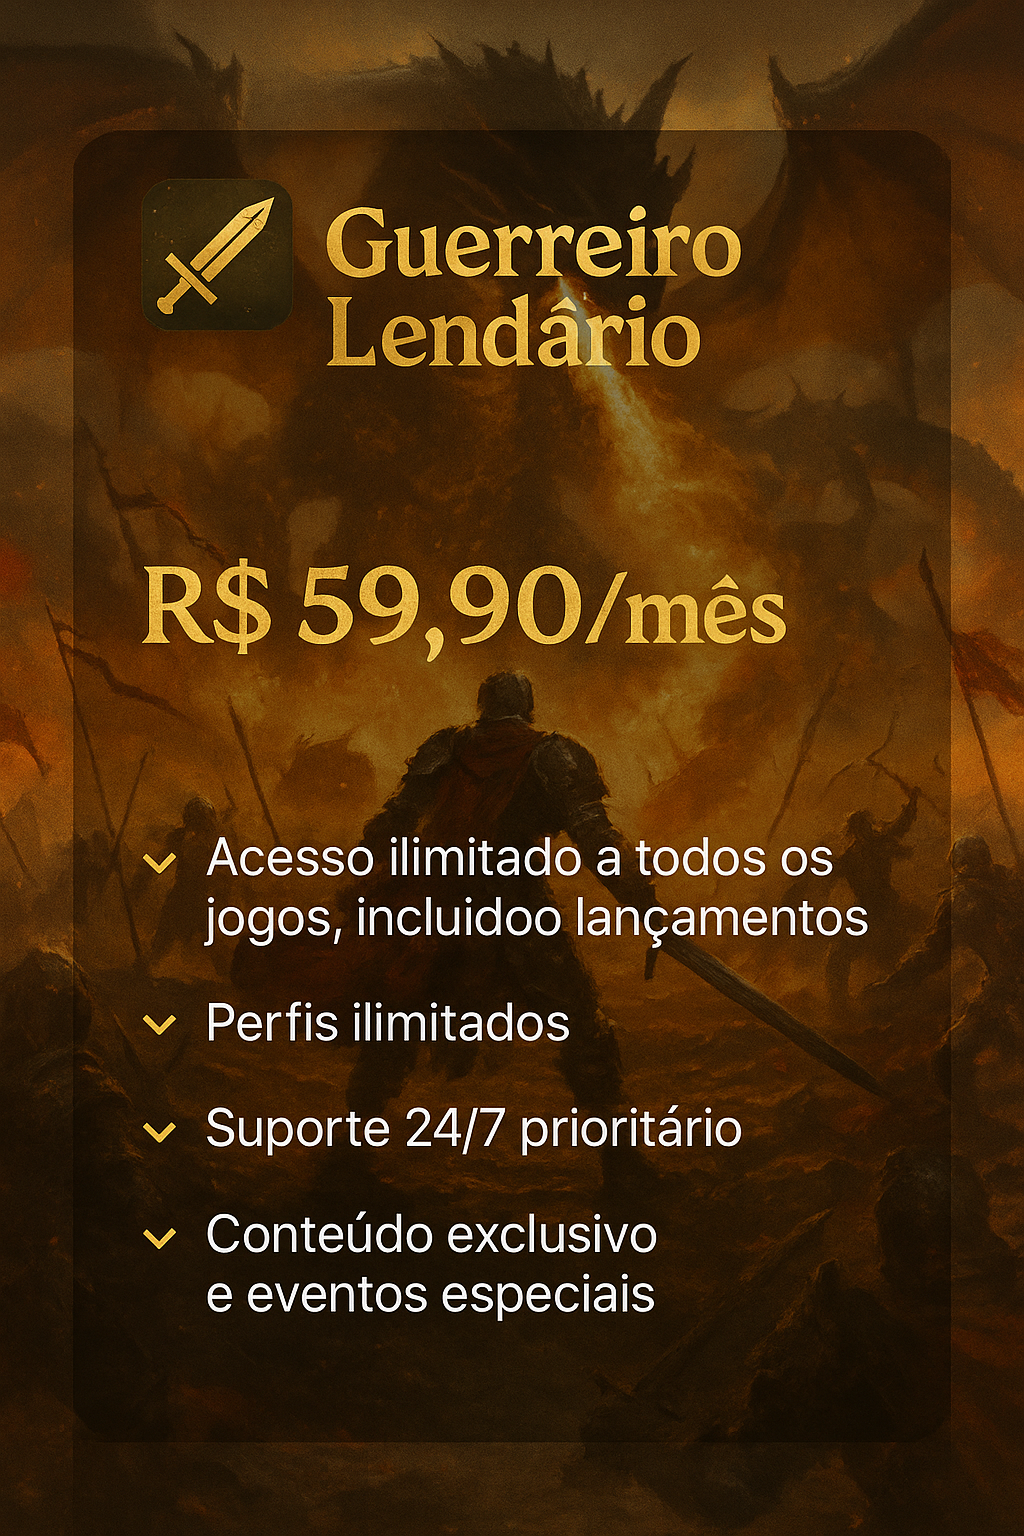 Guerreiro
Lendârio
R$ 59,90/mês
Acesso ilimitado a todos os
jogos, incluidoo lançamentos
Perfis ilimitados
Suporte 24/7 prioritário
Conteúdo exclusivo
e eventos especiais